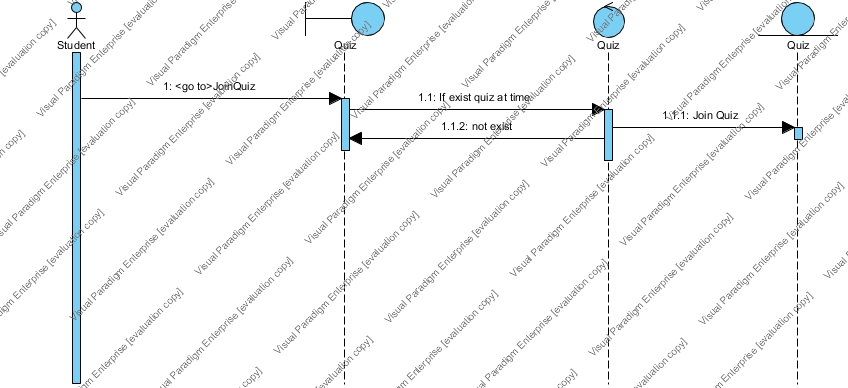 Student
Quiz
Quiz
Quiz
1: <go to>JoinQuiz
1.1: If exist quiz at time
1.1.1: Join Quiz
1.1.2: not exist
Visual Paradigm Enterprise [evaluation copy]